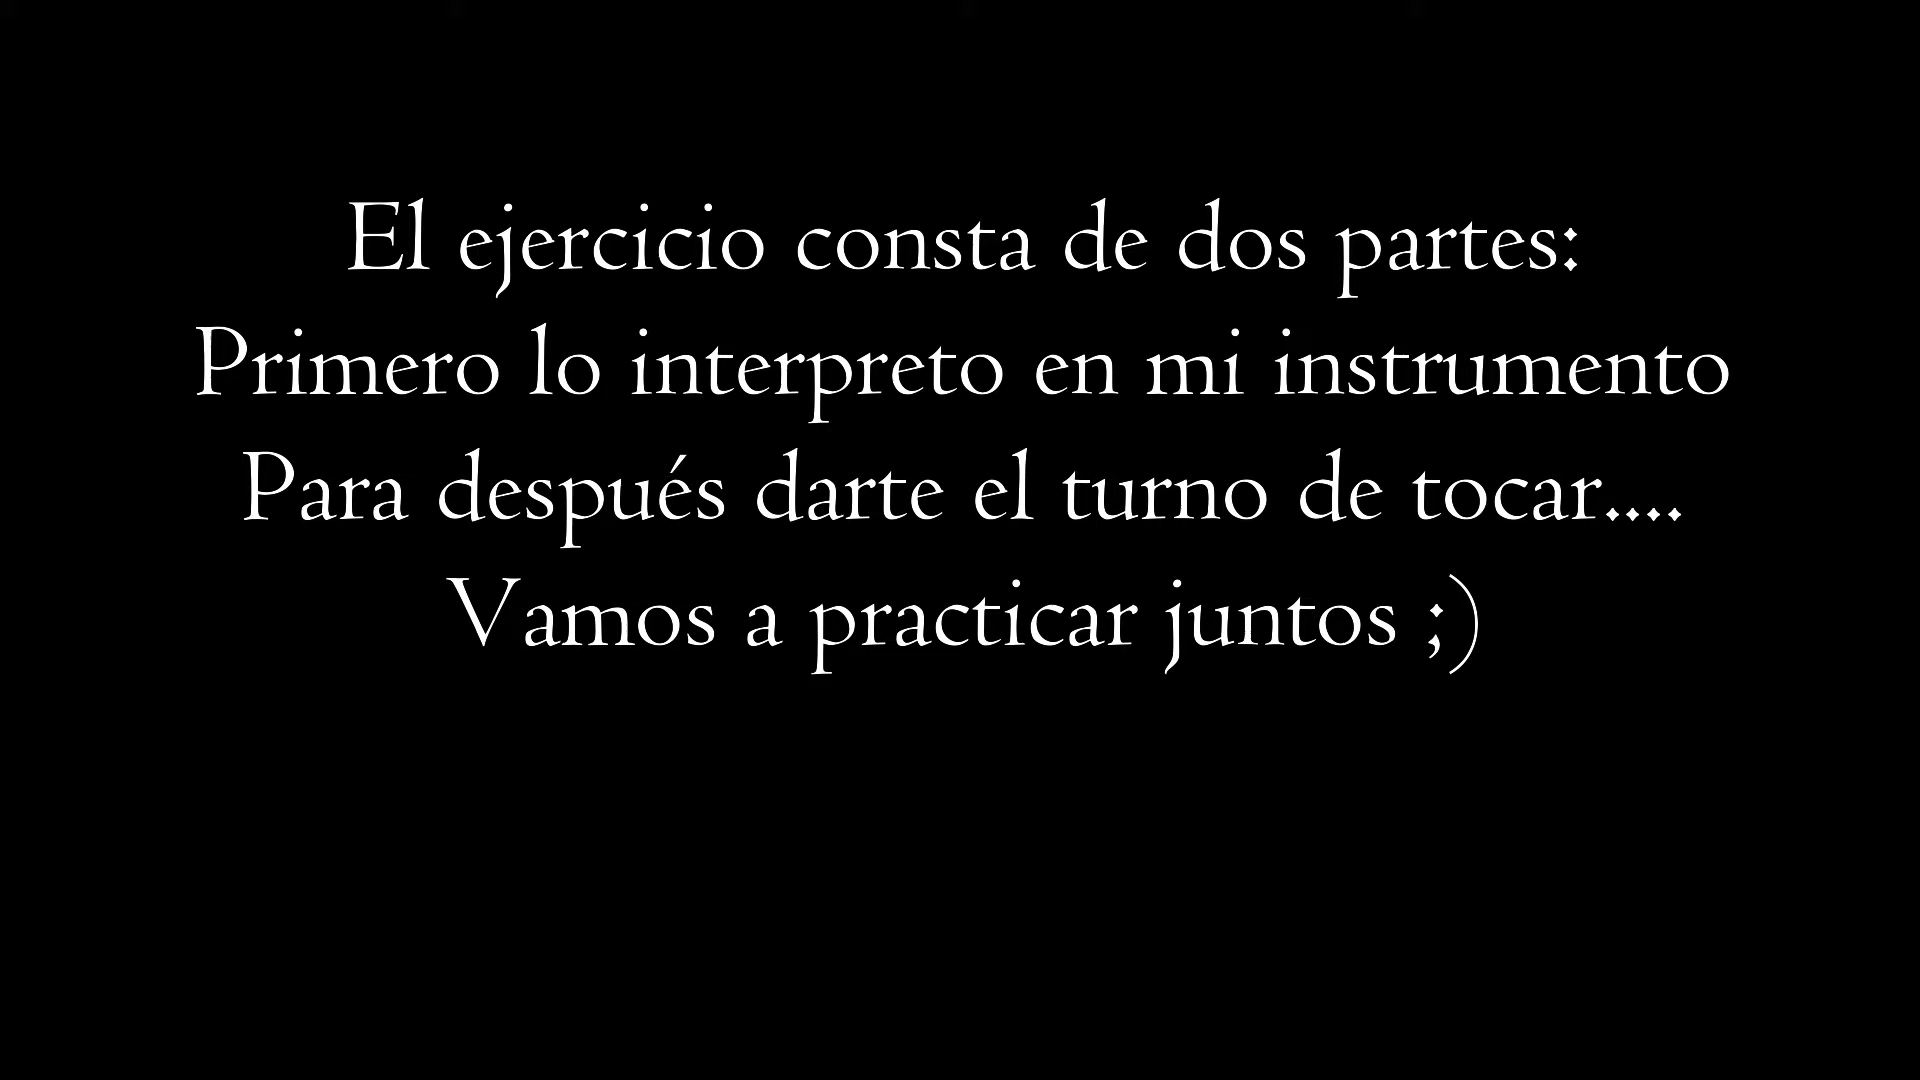 El ejercicio consta de dos partes:
Primero lo interpreto en mi instrumento
Para después darte el turno de tocar....
Vamos a practicar juntos ;)